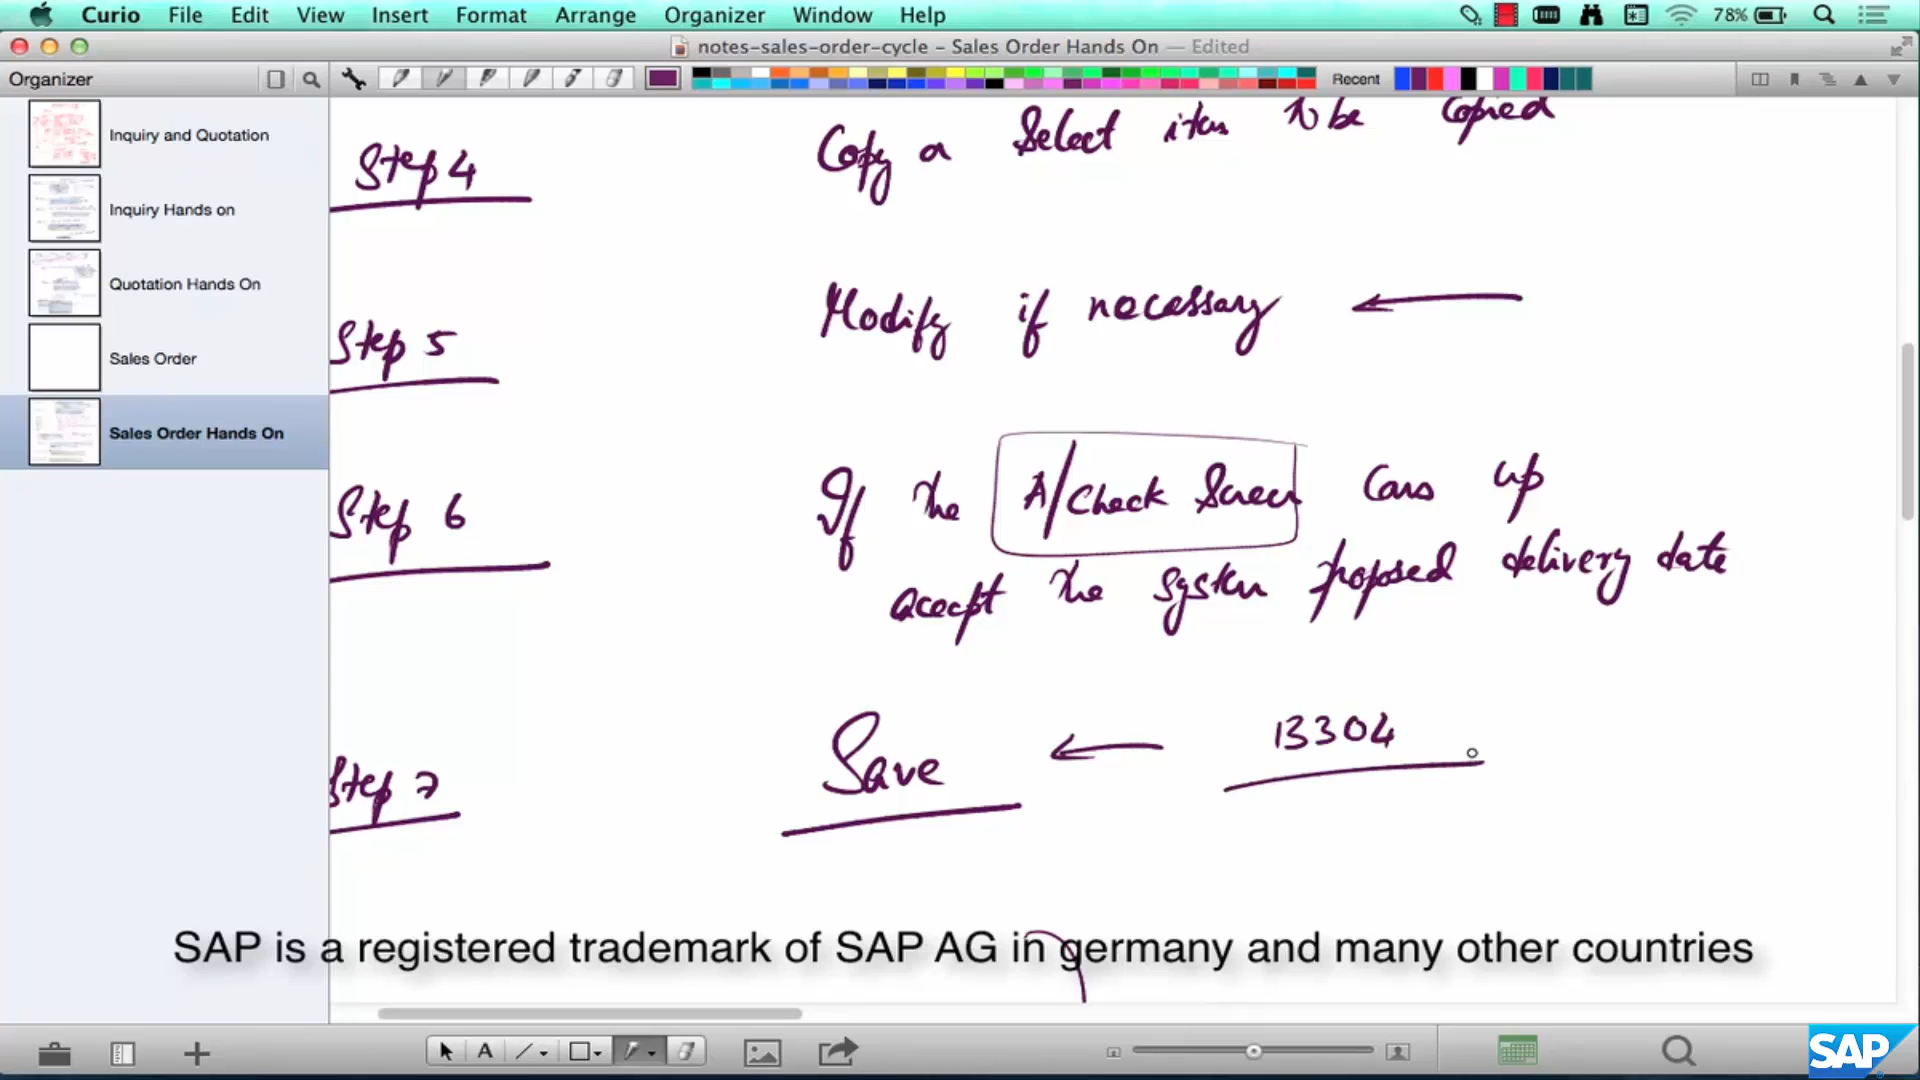 Curio File Edit View Insert Format Arrange Organizer Window Help 78%
notes-sales-order-cycle – Sales Order Hands On — Edited
Organizer Recent
Inquiry and Quotation
Inquiry Hands on
Quotation Hands On
Sales Order
Sales Order Hands On
Step 4 Copy a Select item to be copied
Step 5 Modify if necessary
Step 6 If the A/Check Screen up
accept the system proposed delivery date
Step 7 Save 13304
SAP is a registered trademark of SAP AG in germany and many other countries
A
SAP